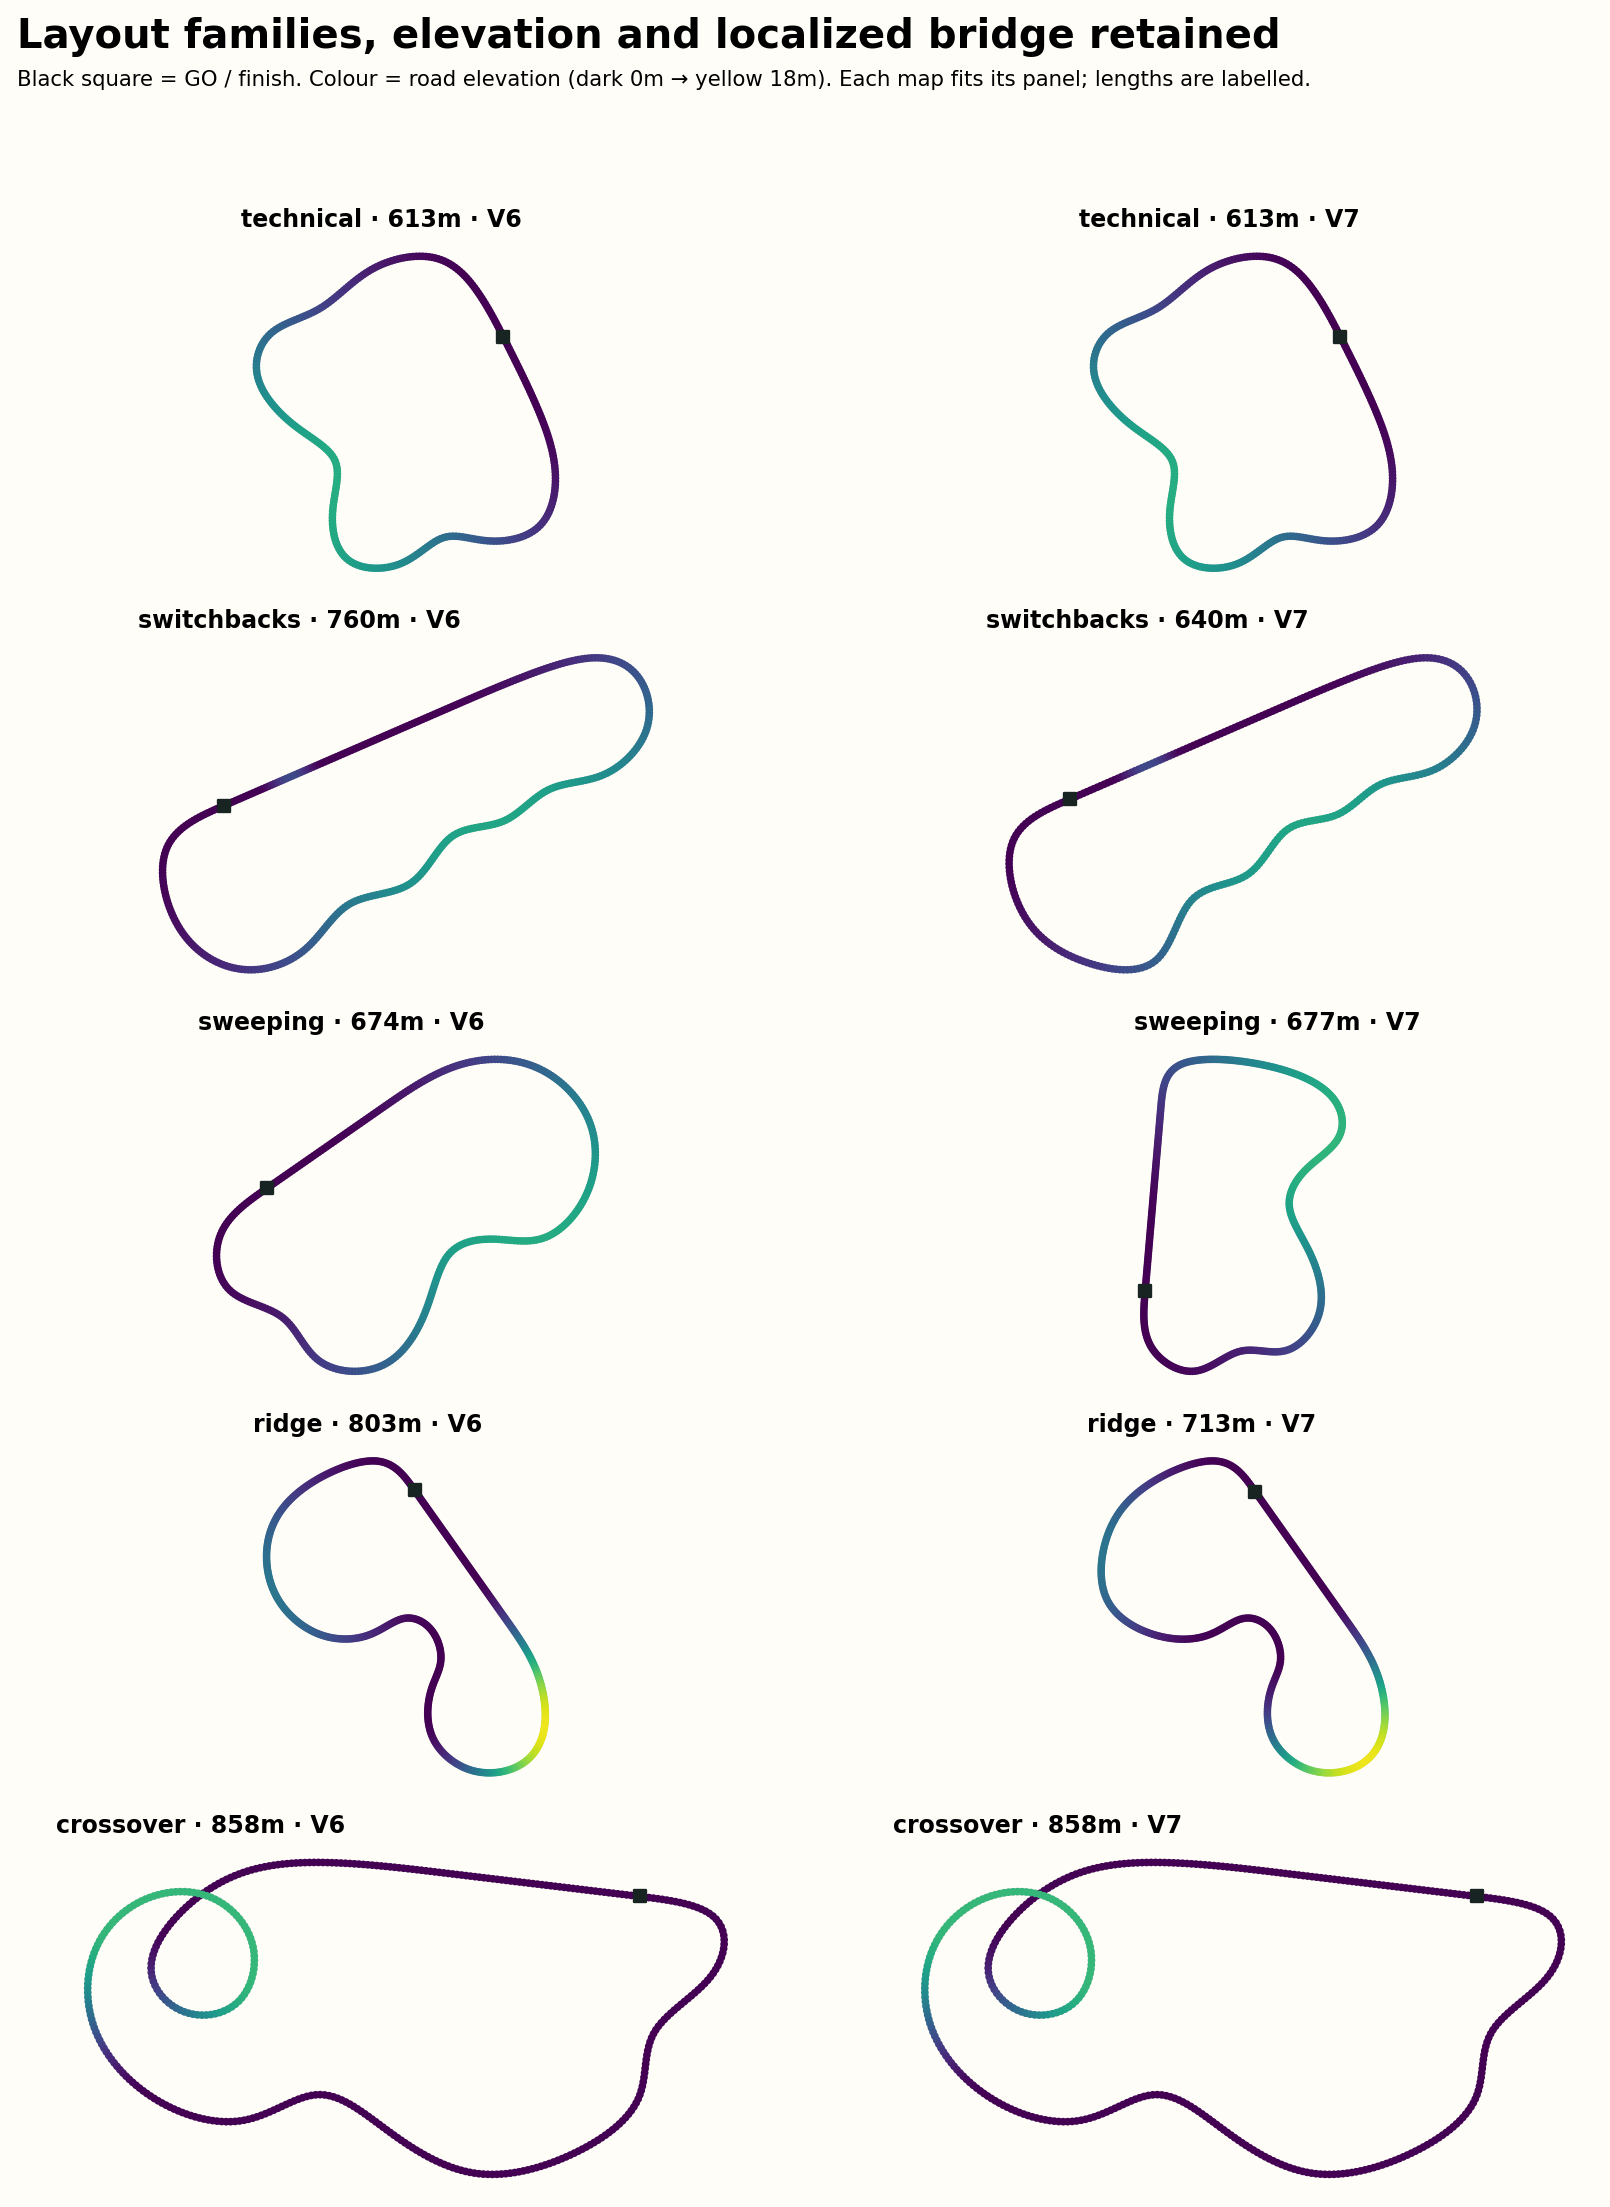 Layout families, elevation and localized bridge retained
Black square = GO / finish. Colour = road elevation (dark 0m → yellow 18m). Each map fits its panel; lengths are labelled.
technical · 613m · V6
technical · 613m · V7
switchbacks · 760m · V6
switchbacks · 640m · V7
sweeping · 674m · V6
sweeping · 677m · V7
ridge · 803m · V6
ridge · 713m · V7
crossover · 858m · V6
crossover · 858m · V7